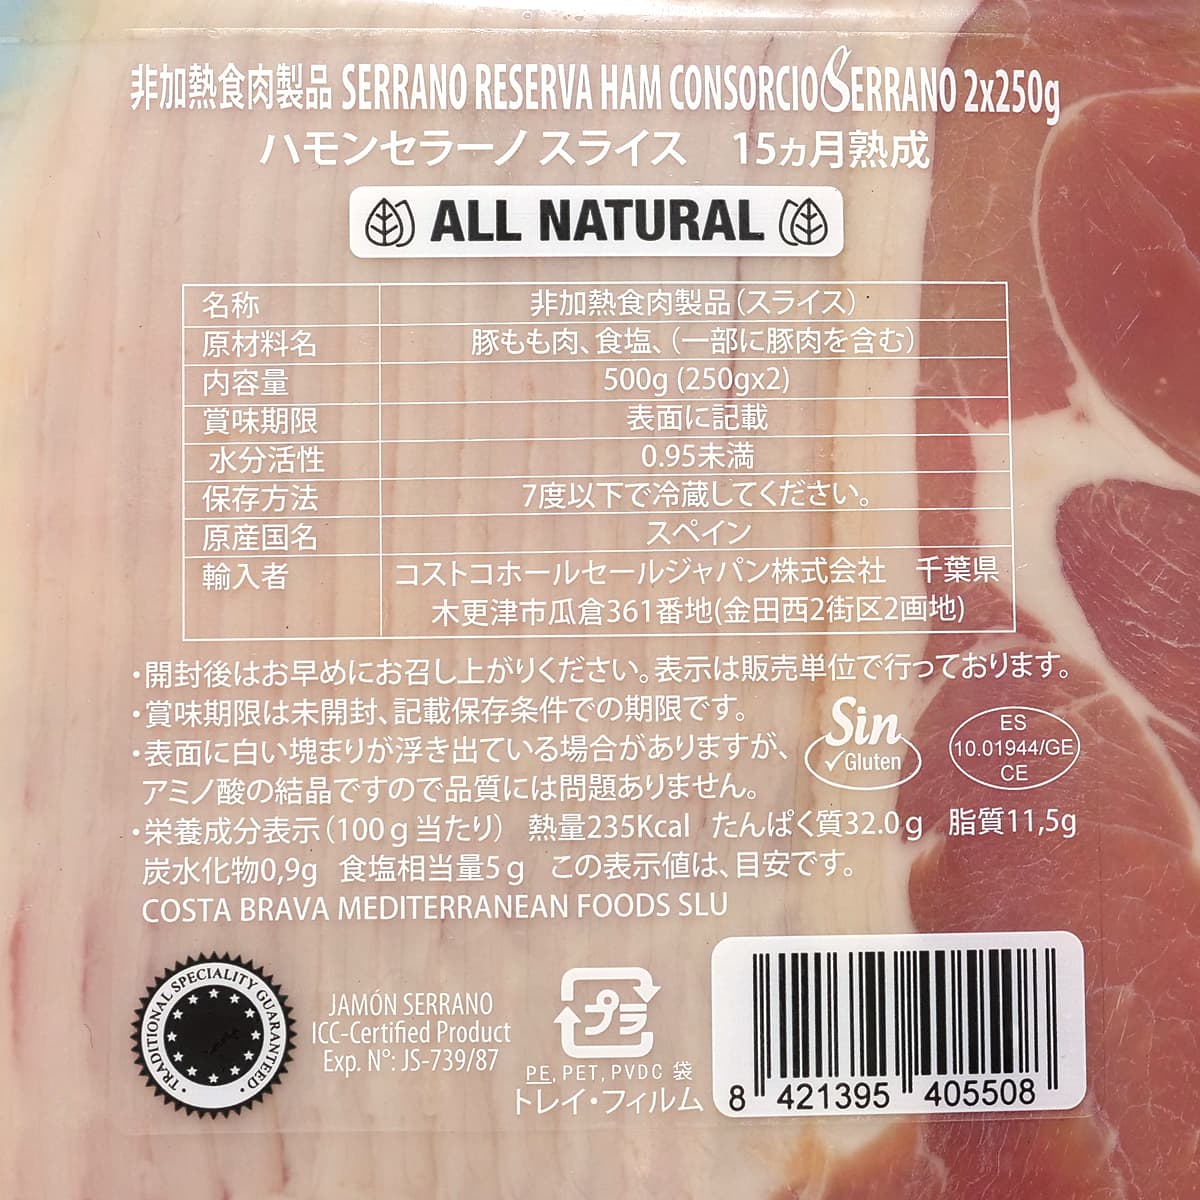 非加熱食肉製品 SERRANO RESERVA HAM CONSORCIO SERRANO 2x250g
ハモンセラーノ スライス 15ヵ月熟成
ALL NATURAL
名称 非加熱食肉製品(スライス)
原材料名 豚もも肉、食塩、(一部に豚肉を含む)
内容量 500g (250gx2)
賞味期限 表面に記載
水分活性 0.95未満
保存方法 7度以下で冷蔵してください。
原産国名 スペイン
輸入者 コストコホールセールジャパン株式会社 千葉県
木更津市瓜倉361番地(金田西2街区2画地)
・開封後はお早めにお召し上がりください。表示は販売単位で行っております。
・賞味期限は未開封、記載保存条件での期限です。
・表面に白い塊まりが浮き出ている場合がありますが、
アミノ酸の結晶ですので品質には問題ありません。
Sin
✓Gluten
ES
10.01944/GE
CE
・栄養成分表示(100g当たり) 熱量235Kcal たんぱく質32.0g 脂質11,5g
炭水化物0,9g 食塩相当量5g この表示値は、目安です。
COSTA BRAVA MEDITERRANEAN FOODS SLU
TRADITIONAL SPECIALITY GUARANTEED
JAMÓN SERRANO
ICC-Certified Product
Exp. Nº: JS-739/87
プラ
PE, PET, PVDC 袋
トレイ・フィルム
8 421395 405508